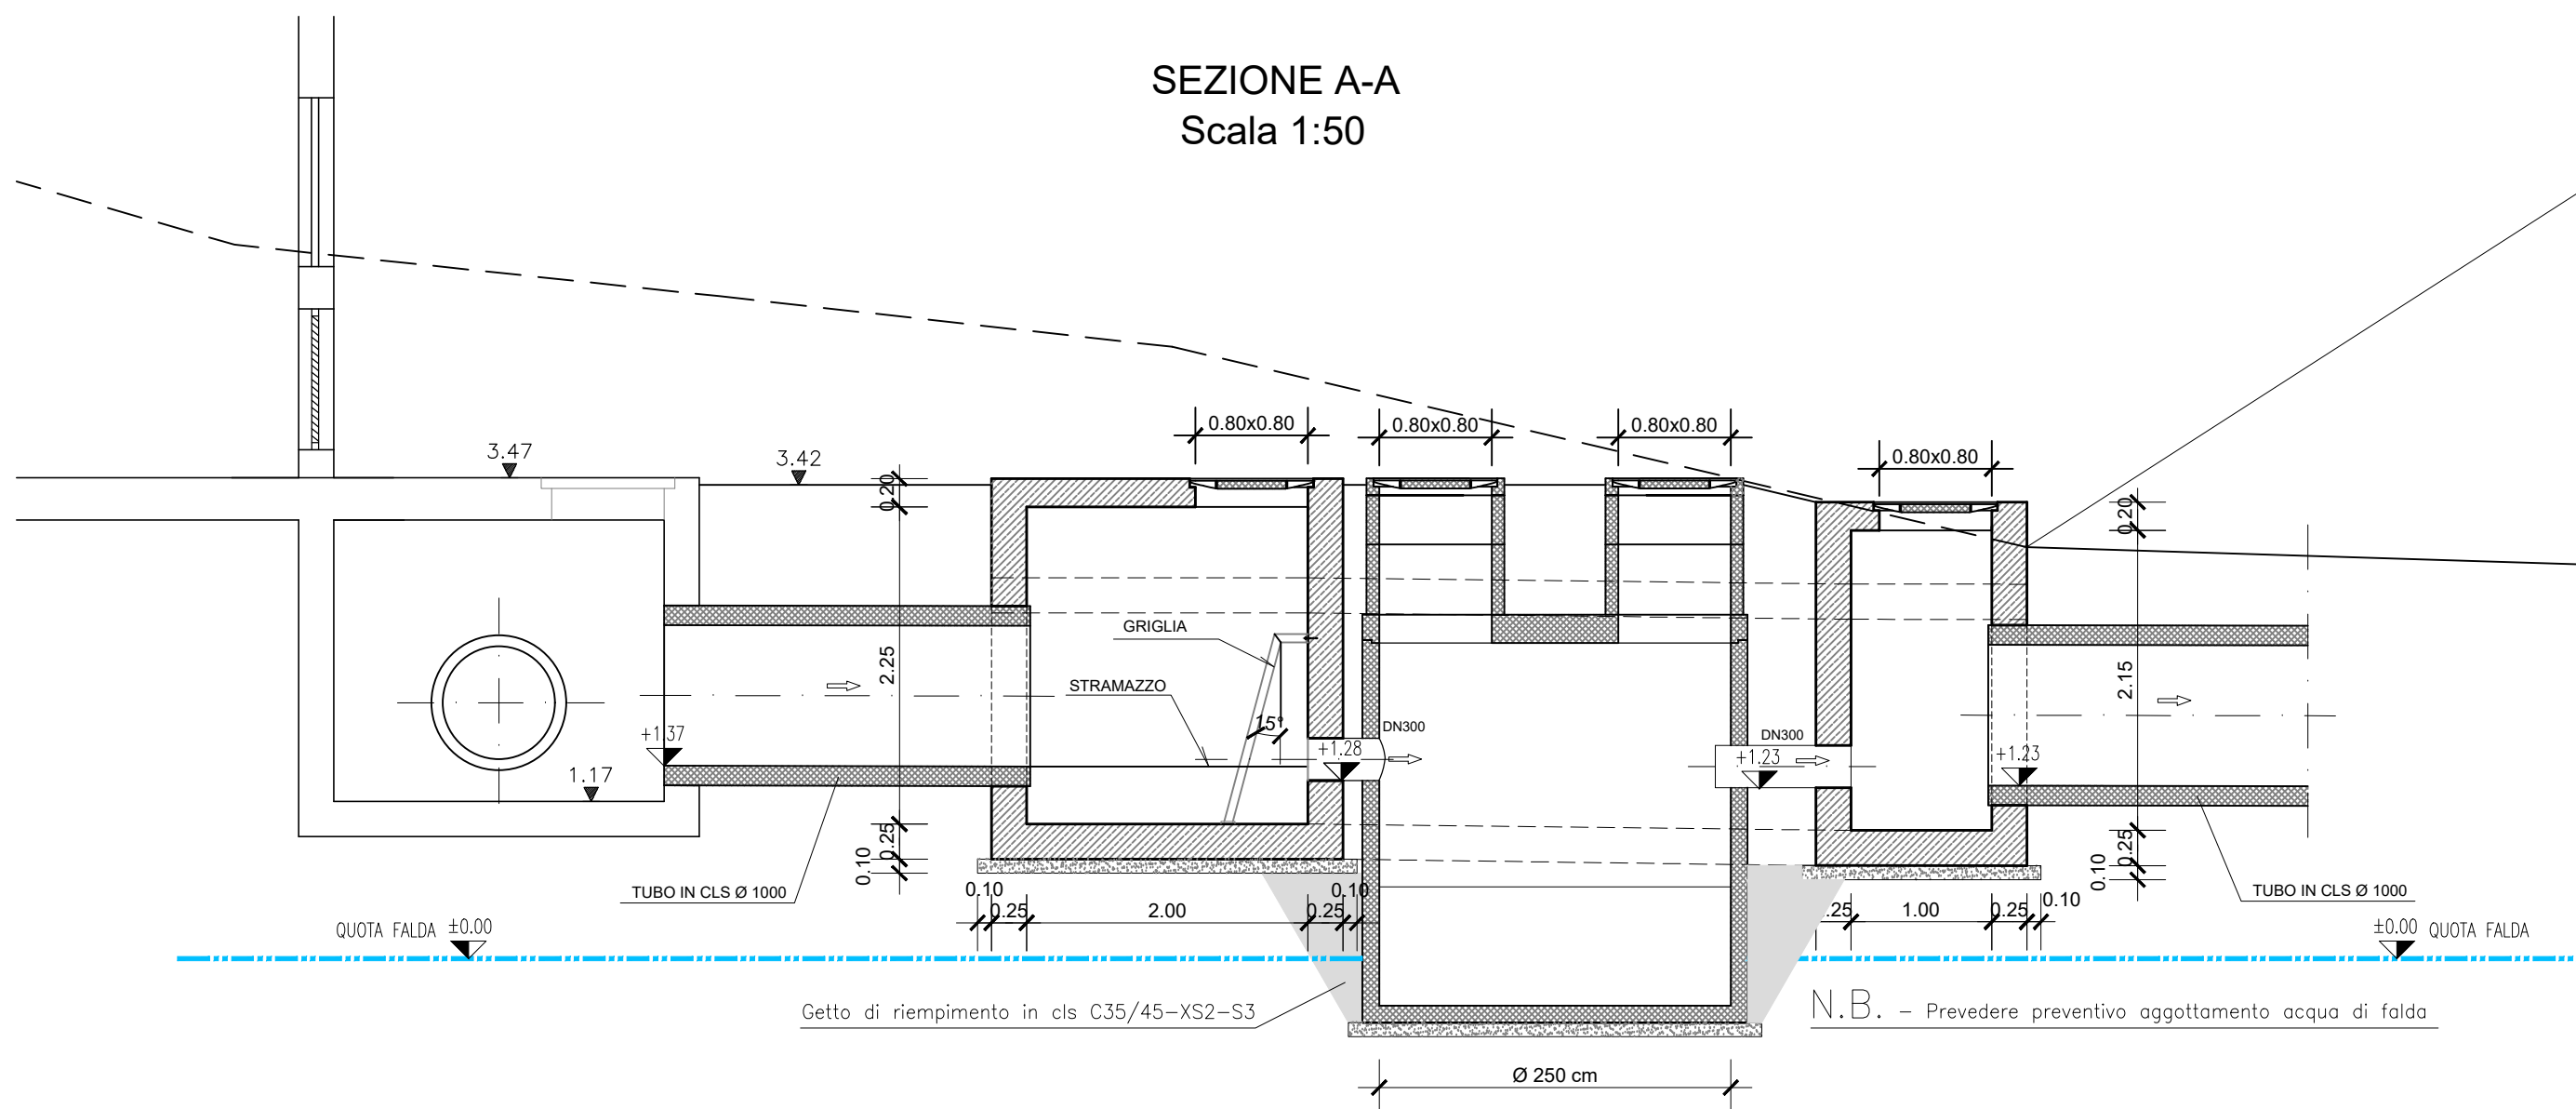 SEZIONE A-A
Scala 1:50
3.47
3.42
0.80x0.80
0.80x0.80
0.80x0.80
0.80x0.80
0.20
0.20
GRIGLIA
2.25
STRAMAZZO
2.15
15°
DN300
DN300
+1.37
+1.28
+1.23
+1.23
1.17
0.25
0.10
0.25
0.10
TUBO IN CLS Ø 1000
TUBO IN CLS Ø 1000
0.10
0.25
2.00
0.25
0.10
.25
1.00
0.25
0.10
QUOTA FALDA ±0.00
±0.00 QUOTA FALDA
Getto di riempimento in cls C35/45-XS2-S3
N.B. - Prevedere preventivo aggottamento acqua di falda
Ø 250 cm